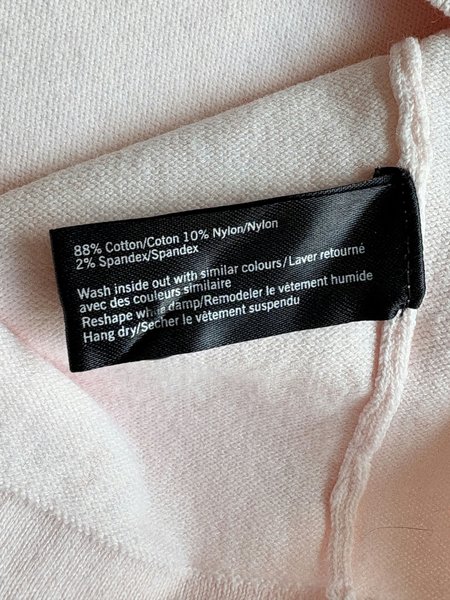 88% Cotton/Coton 10% Nylon/Nylon
2% Spandex/Spandex
Wash inside out with similar colours/Laver retourné
avec des couleurs similaire
Reshape while damp/Remodeler le vêtement humide
Hang dry/Secher le vêtement suspendu